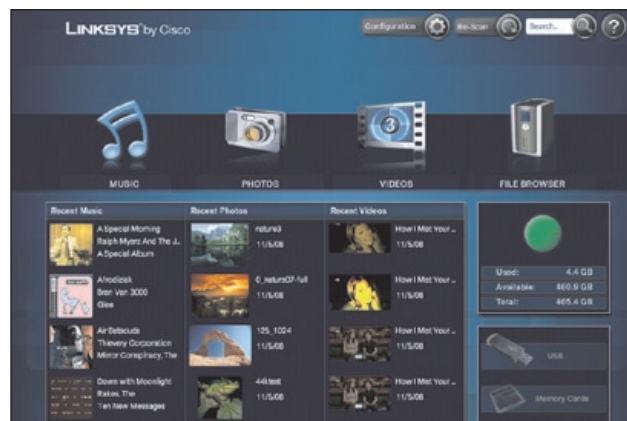 LINKSYS® by Cisco
Configuration
Re-Scan
Search..
?
3
MUSIC
PHOTOS
VIDEOS
FILE BROWSER
Recent Music
A Special Morning
Ralph Myerz And The J..
A Special Album
Afrodiziak
Bran Van 3000
Glee
Air Batucuda
Thievery Corporation
Mirror Conspiracy, The
Down with Moonlight
Rakes, The
Ten New Messages
Recent Photos
nature3
11/5/08
0_nature07-full
11/5/08
125_1024
11/5/08
449test
11/5/08
Recent Videos
How I Met Your ..
11/5/08
How I Met Your ..
11/5/08
How I Met Your ..
11/5/08
How I Met Your ..
11/5/08
Used: 4.4 GB
Available: 460.9 GB
Total: 465.4 GB
USB
Memory Cards